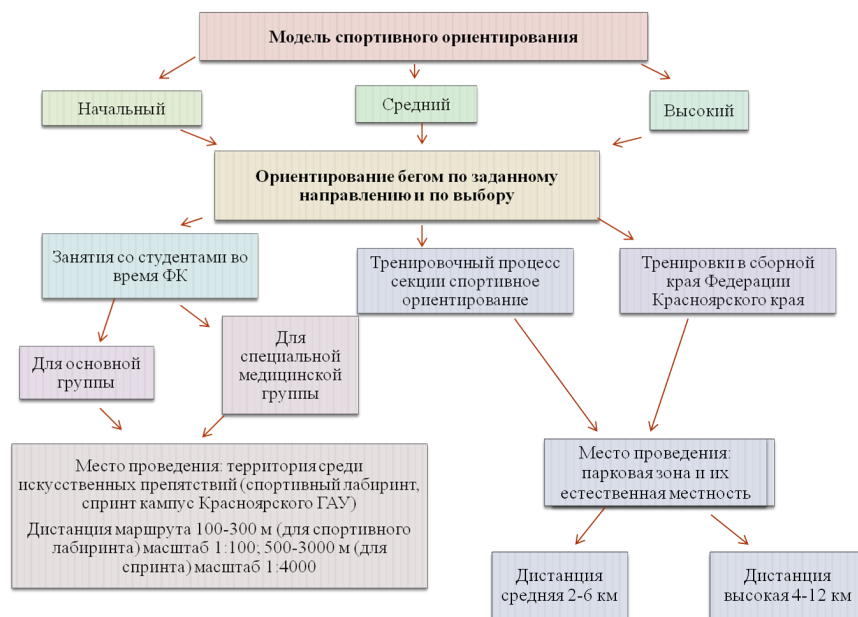 Модель спортивного ориентирования
Начальный
Средний
Высокий
Ориентирование бегом по заданному
направлению и по выбору
Занятия со студентами во
время ФК
Тренировочный процесс
секции спортивное
ориентирование
Тренировки в сборной
края Федерации
Красноярского края
Для основной
группы
Для
специальной
медицинской
группы
Место проведения: территория среди
искусственных препятствий (спортивный лабиринт,
спринт кампус Красноярского ГАУ)
Дистанция маршрута 100-300 м (для спортивного
лабиринта) масштаб 1:100; 500-3000 м (для
спринта) масштаб 1:4000
Место проведения:
парковая зона и их
естественная местность
Дистанция
средняя 2-6 км
Дистанция
высокая 4-12 км